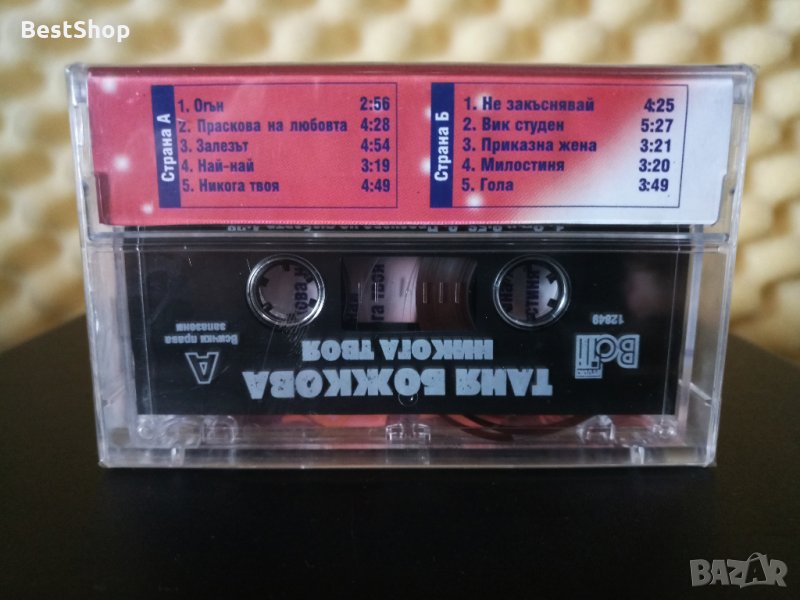 BestShop
Страна А
1. Огън 2:56
2. Праскова на любовта 4:28
3. Залезът 4:54
4. Най-най 3:19
5. Никога твоя 4:49
Страна Б
1. Не закъснявай 4:25
2. Вик студен 5:27
3. Приказна жена 3:21
4. Милостиня 3:20
5. Гола 3:49
ТАНЯ БОЖКОВА
НИКОГА ТВОЯ
A
Всички права
запазени
12849
BAZAR